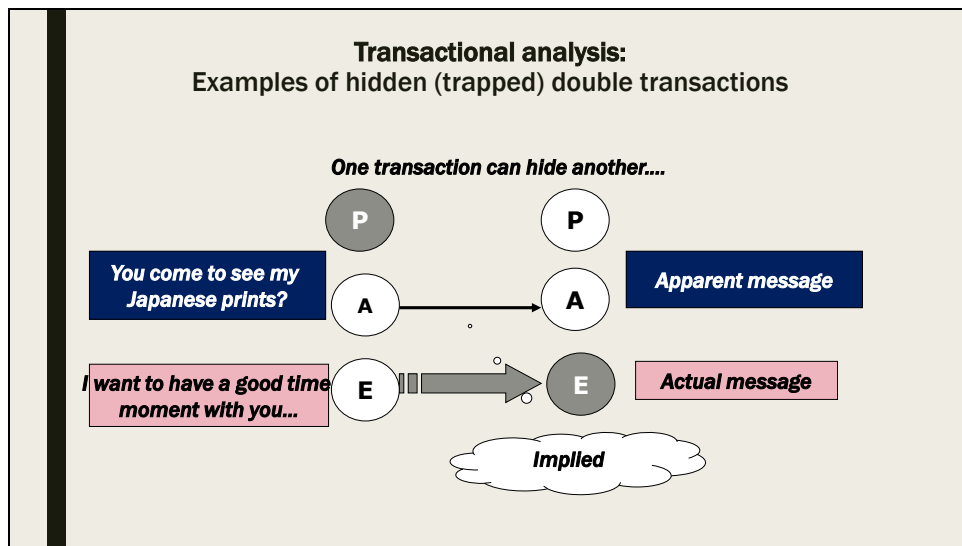 Transactional analysis:
Examples of hidden (trapped) double transactions
One transaction can hide another....
P
P
You come to see my
Japanese prints?
A
A
Apparent message
I want to have a good time
moment with you...
E
E
Actual message
Implied